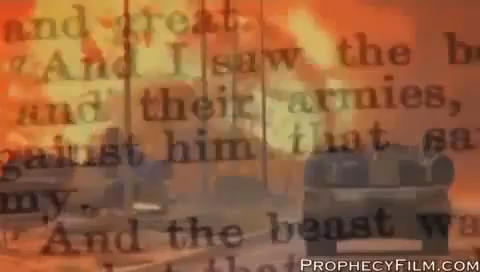 and great.
And I saw the be
and their armies,
gainst him that sa
my.
And the beast wa
PROPHECYFILM.COM